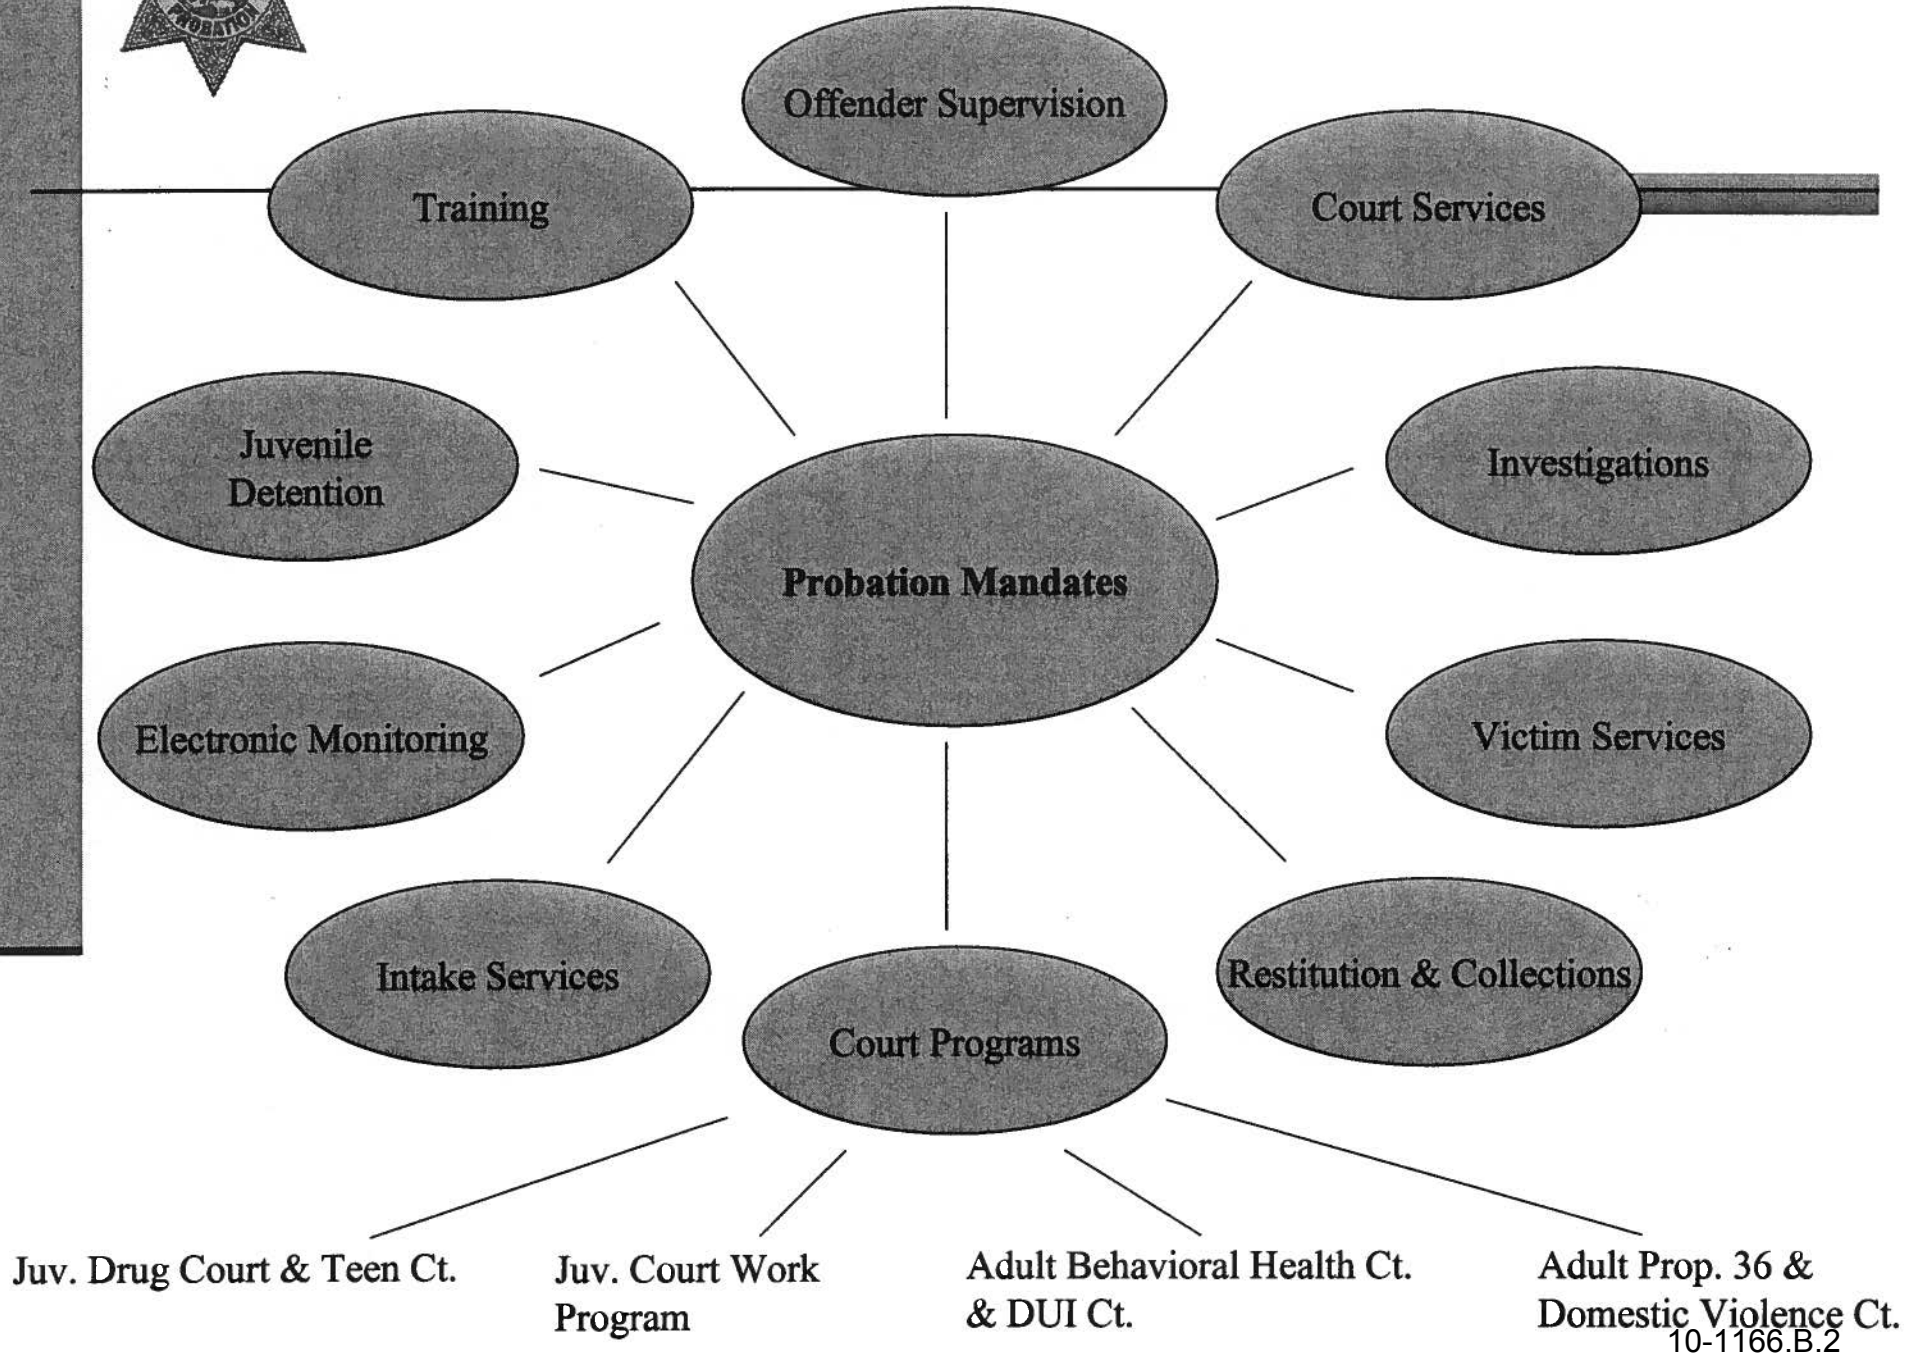 PROBATION
Offender Supervision
Training
Court Services
Juvenile
Detention
Investigations
Probation Mandates
Electronic Monitoring
Victim Services
Intake Services
Restitution & Collections
Court Programs
Juv. Drug Court & Teen Ct.
Juv. Court Work
Program
Adult Behavioral Health Ct.
& DUI Ct.
Adult Prop. 36 &
Domestic Violence Ct.
10-1166.B.2